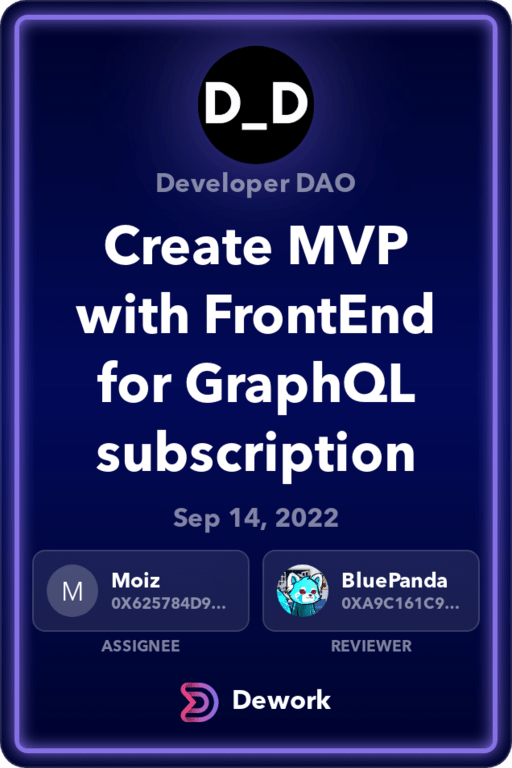 D_D
Developer DAO
Create MVP
with FrontEnd
for GraphQL
subscription
Sep 14, 2022
M
Moiz
0X625784D9...
BluePanda
0XA9C161C9...
ASSIGNEE
REVIEWER
Dework